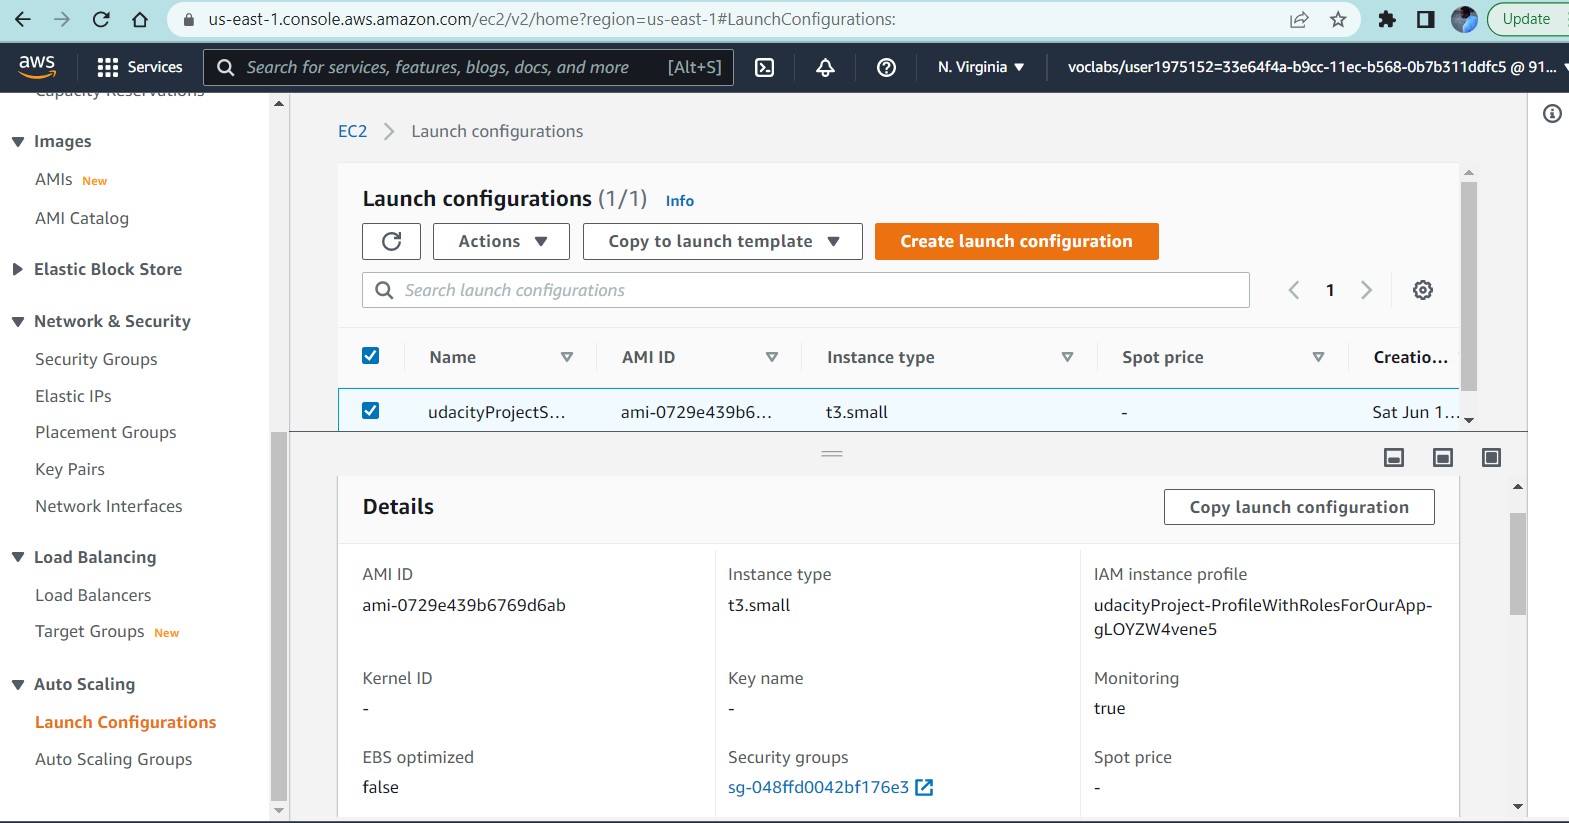 us-east-1.console.aws.amazon.com/ec2/v2/home?region=us-east-1#LaunchConfigurations:
Update
aws
Services
Search for services, features, blogs, docs, and more
[Alt+S]
N. Virginia
voclabs/user1975152=33e64f4a-b9cc-11ec-b568-0b7b311ddfc5 @ 91...
Capacity Reservations
Images
AMIs New
AMI Catalog
Elastic Block Store
Network & Security
Security Groups
Elastic IPs
Placement Groups
Key Pairs
Network Interfaces
Load Balancing
Load Balancers
Target Groups New
Auto Scaling
Launch Configurations
Auto Scaling Groups
EC2 > Launch configurations
Launch configurations (1/1) Info
Actions
Copy to launch template
Create launch configuration
Search launch configurations
1
Name
AMI ID
Instance type
Spot price
Creatio...
udacityProjectS...
ami-0729e439b6...
t3.small
-
Sat Jun 1...
Details
Copy launch configuration
AMI ID
ami-0729e439b6769d6ab
Instance type
t3.small
IAM instance profile
udacityProject-ProfileWithRolesForOurApp-
gLOYZW4vene5
Kernel ID
-
Key name
-
Monitoring
true
EBS optimized
false
Security groups
sg-048ffd0042bf176e3
Spot price
-